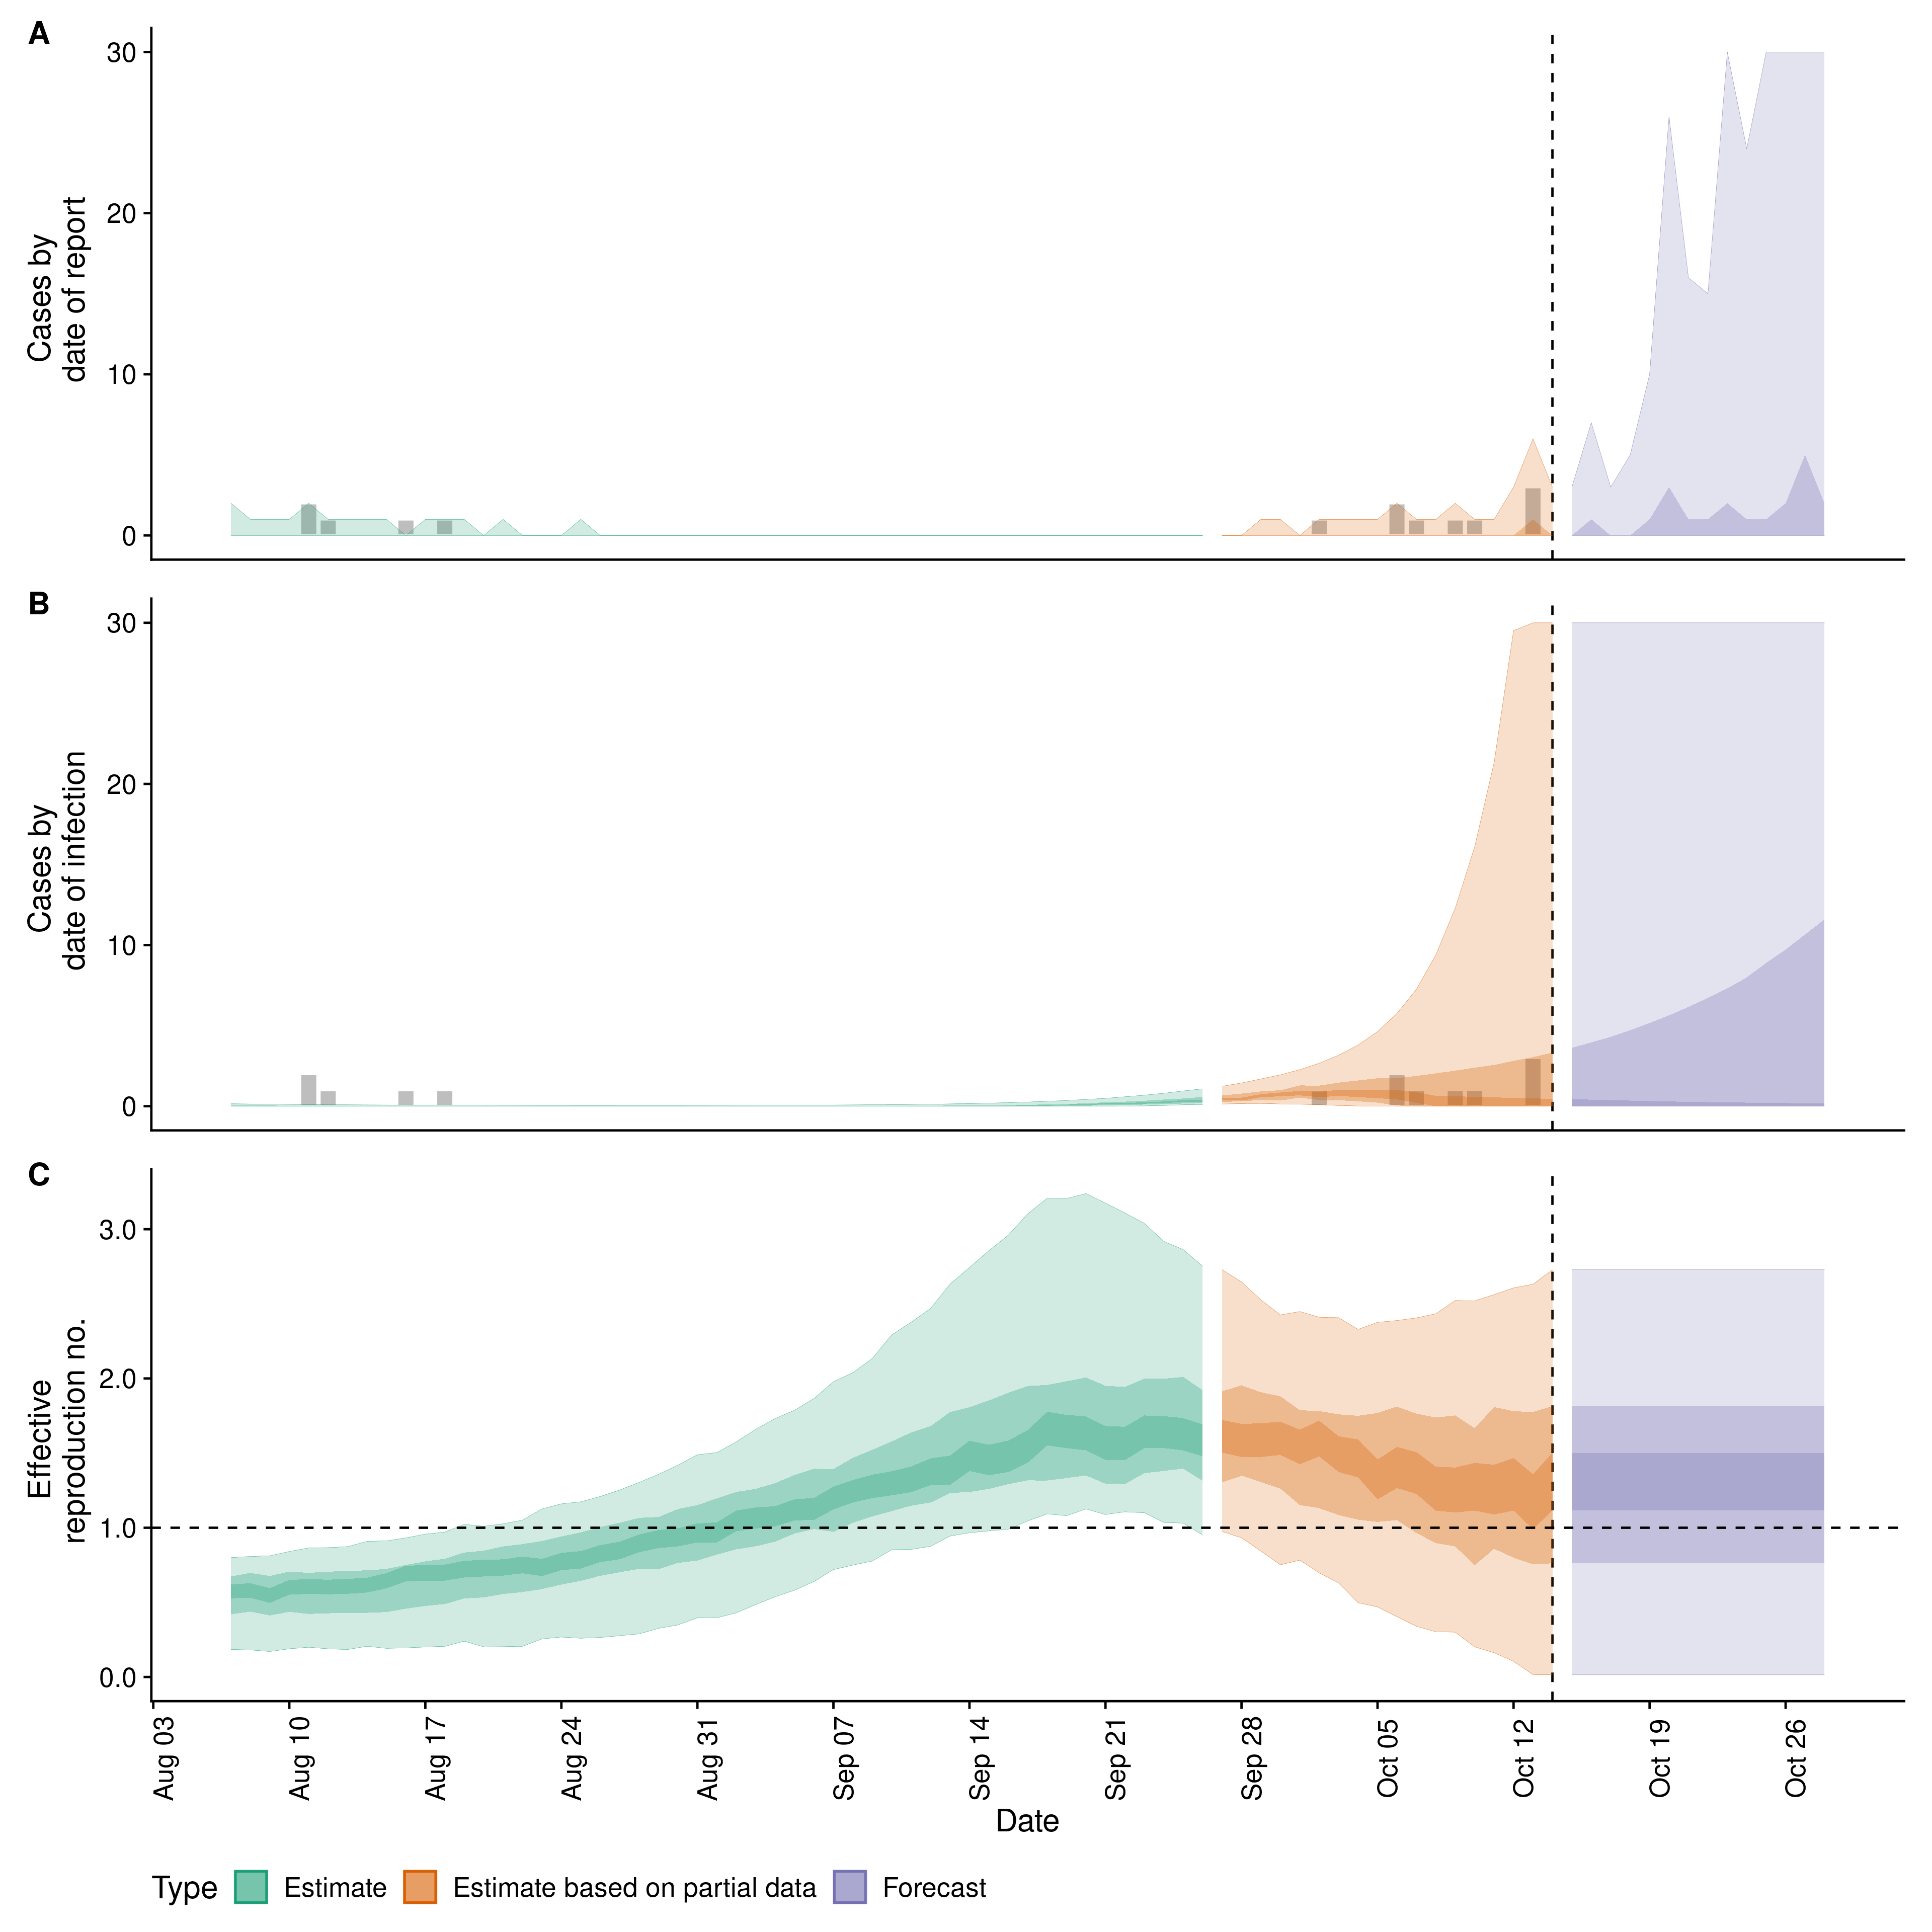 A
30
20
10
0
Cases by
date of report
B
30
20
10
0
Cases by
date of infection
C
3.0
2.0
1.0
0.0
Effective
reproduction no.
Aug 03
Aug 10
Aug 17
Aug 24
Aug 31
Sep 07
Sep 14
Sep 21
Sep 28
Oct 05
Oct 12
Oct 19
Oct 26
Date
Type Estimate Estimate based on partial data Forecast